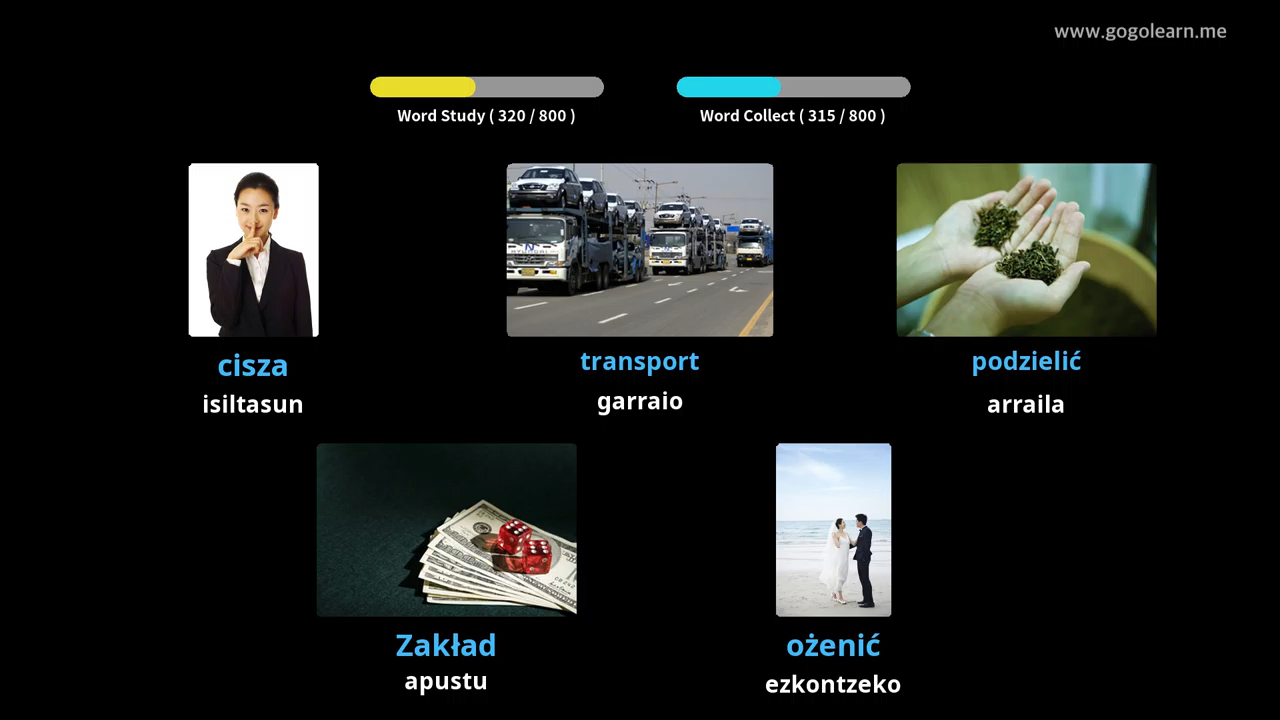 www.gogolearn.me
Word Study ( 320 / 800 )
Word Collect ( 315 / 800 )
cisza
isiltasun
transport
garraio
podzielić
arraila
Zakład
apustu
ożenić
ezkontzeko